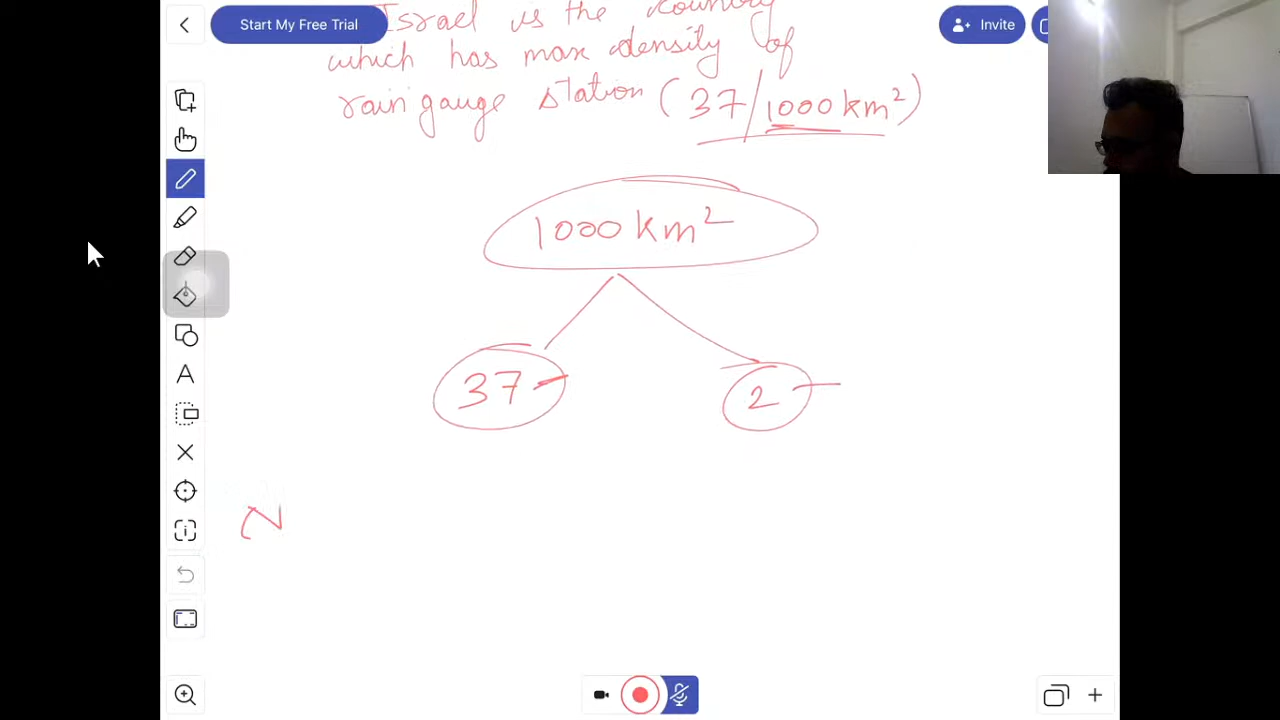 Start My Free Trial
Invite
Israel is the country
which has max density of
rain gauge station (37/1000 km²)
1000 km²
37
2
N